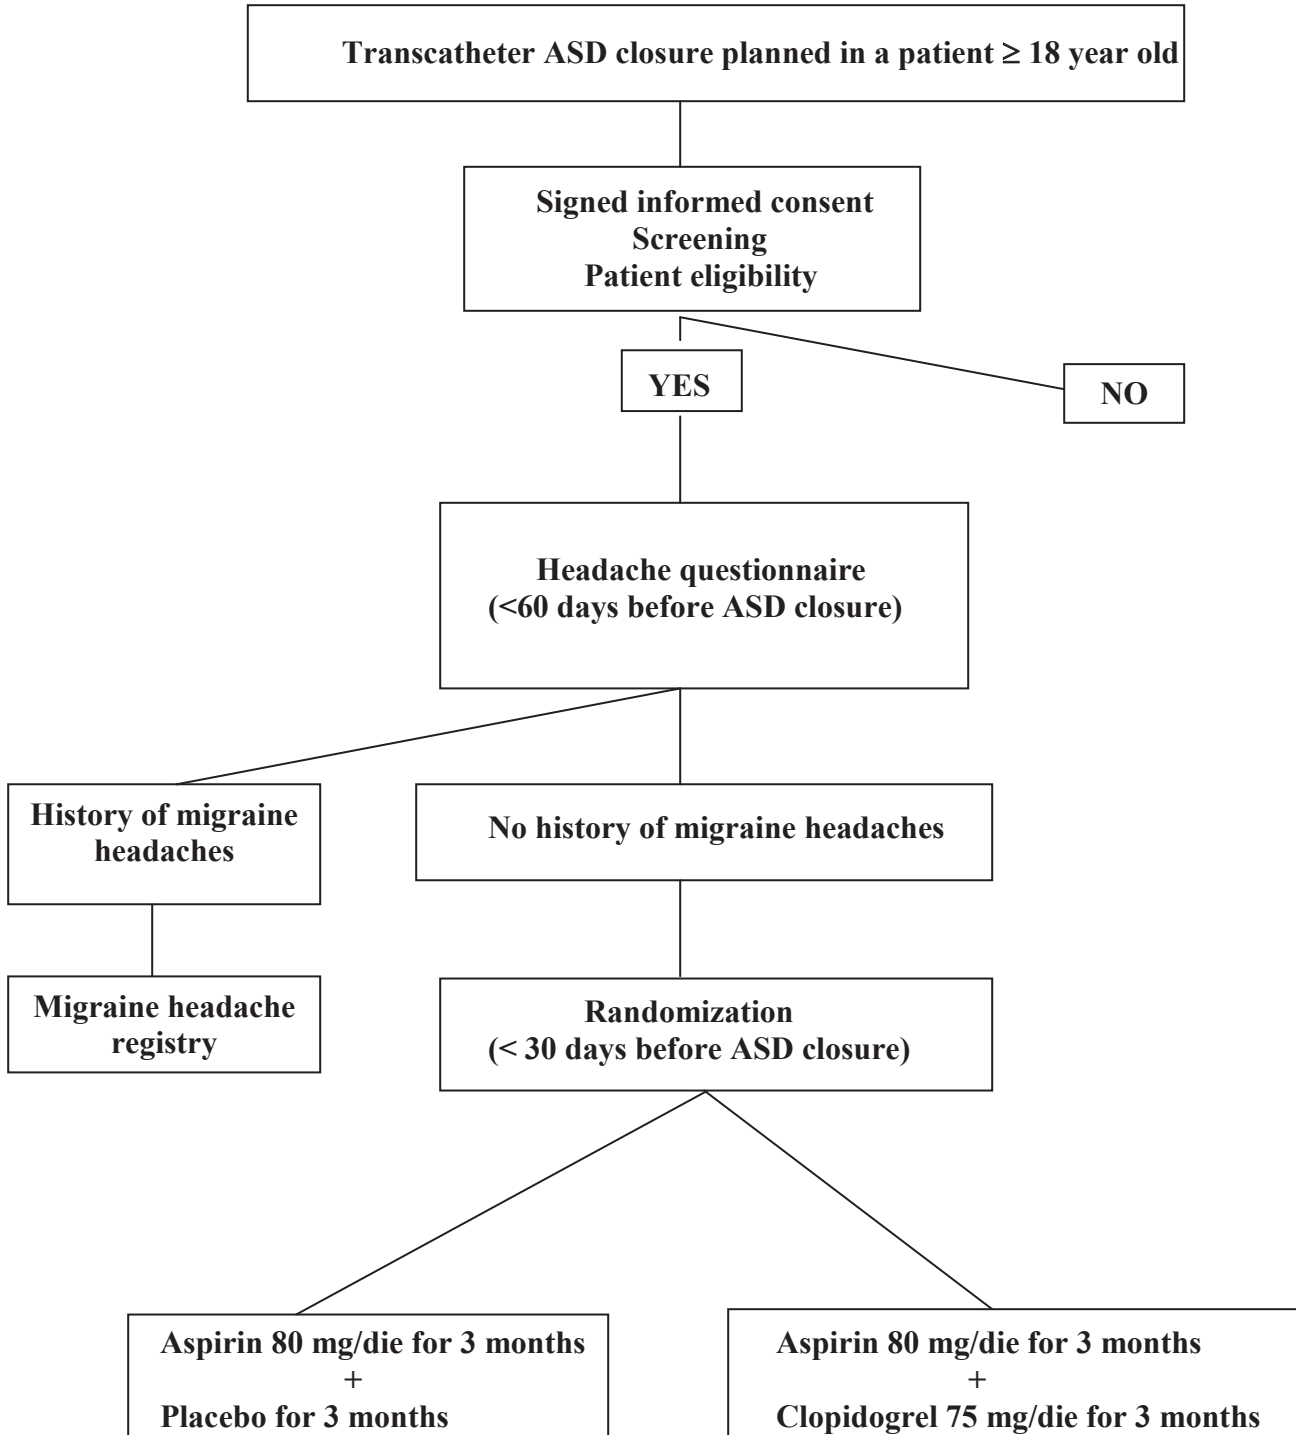 Transcatheter ASD closure planned in a patient ≥ 18 year old
Signed informed consent
Screening
Patient eligibility
YES
NO
Headache questionnaire
(<60 days before ASD closure)
History of migraine
headaches
No history of migraine headaches
Migraine headache
registry
Randomization
(< 30 days before ASD closure)
Aspirin 80 mg/die for 3 months
+
Placebo for 3 months
Aspirin 80 mg/die for 3 months
+
Clopidogrel 75 mg/die for 3 months